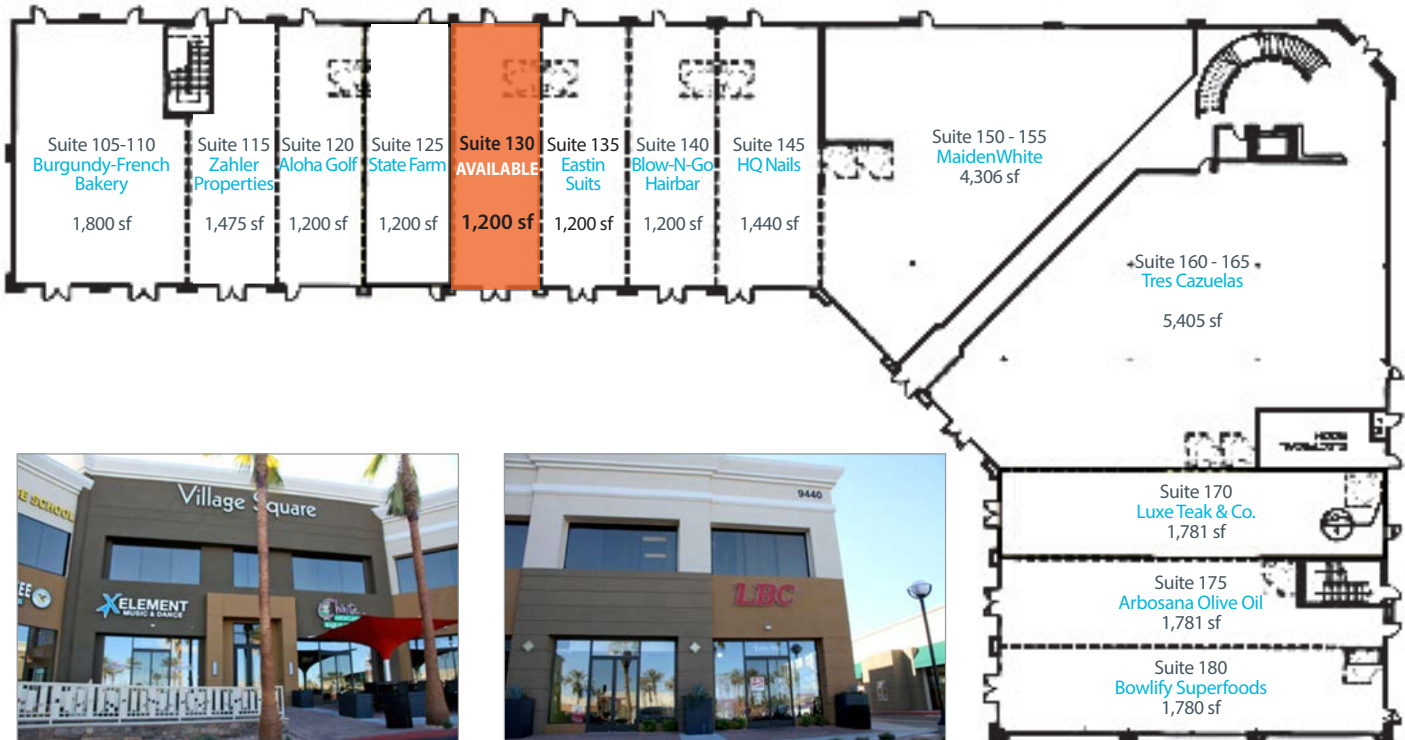 Suite 105-110
Burgundy-French
Bakery
1,800 sf
Suite 115
Zahler
Properties
1,475 sf
Suite 120
Aloha Golf
1,200 sf
Suite 125
State Farm
1,200 sf
Suite 130
AVAILABLE
1,200 sf
Suite 135
Eastin
Suits
1,200 sf
Suite 140
Blow-N-Go
Hairbar
1,200 sf
Suite 145
HQ Nails
1,440 sf
Suite 150 - 155
MaidenWhite
4,306 sf
Suite 160 - 165
Tres Cazuelas
5,405 sf
ELECTRICAL
ROOM
Suite 170
Luxe Teak & Co.
1,781 sf
Suite 175
Arbosana Olive Oil
1,781 sf
Suite 180
Bowlify Superfoods
1,780 sf
E SCHOOL
Village Square
EE
XELEMENT
MUSIC & DANCE
9440
LBC